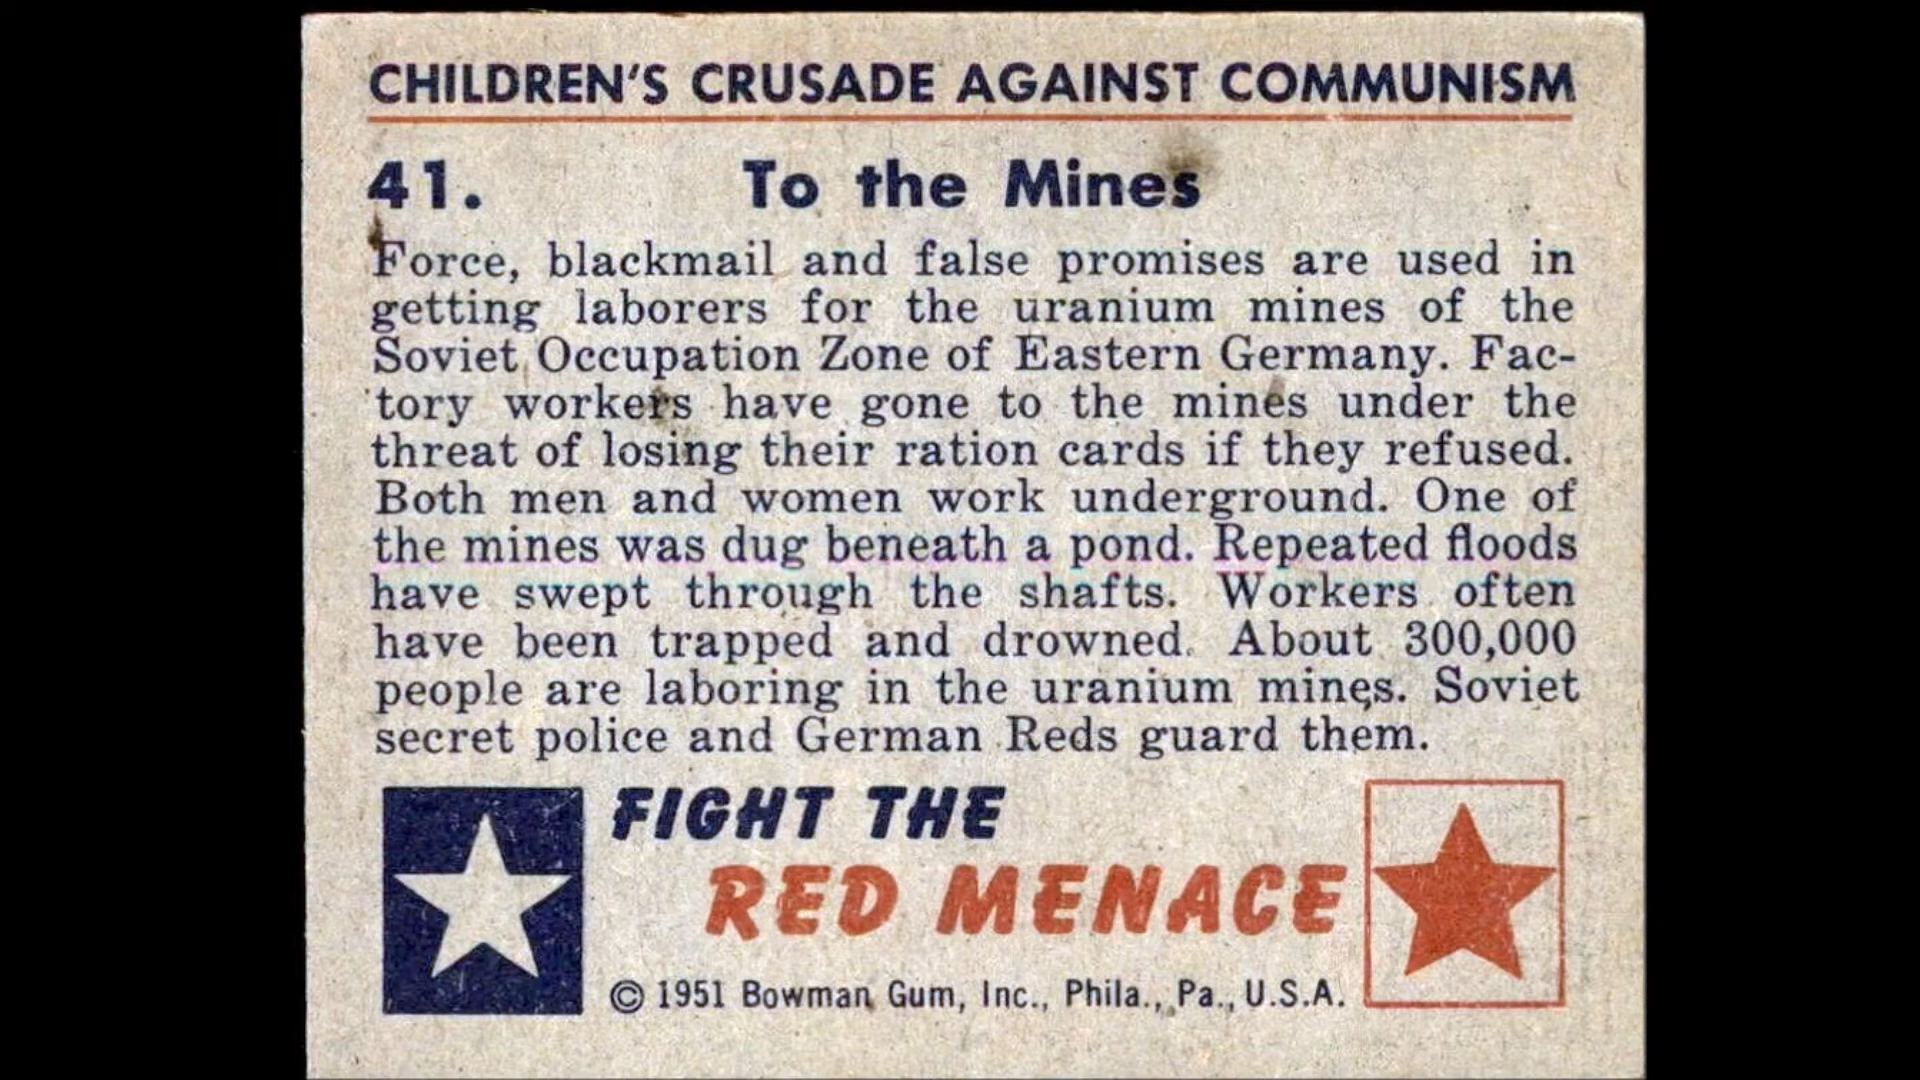 CHILDREN'S CRUSADE AGAINST COMMUNISM
41. To the Mines
Force, blackmail and false promises are used in
getting laborers for the uranium mines of the
Soviet Occupation Zone of Eastern Germany. Fac-
tory workers have gone to the mines under the
threat of losing their ration cards if they refused.
Both men and women work underground. One of
the mines was dug beneath a pond. Repeated floods
have swept through the shafts. Workers often
have been trapped and drowned. About 300,000
people are laboring in the uranium mines. Soviet
secret police and German Reds guard them.
FIGHT THE
RED MENACE
© 1951 Bowman Gum, Inc., Phila., Pa., U.S.A.